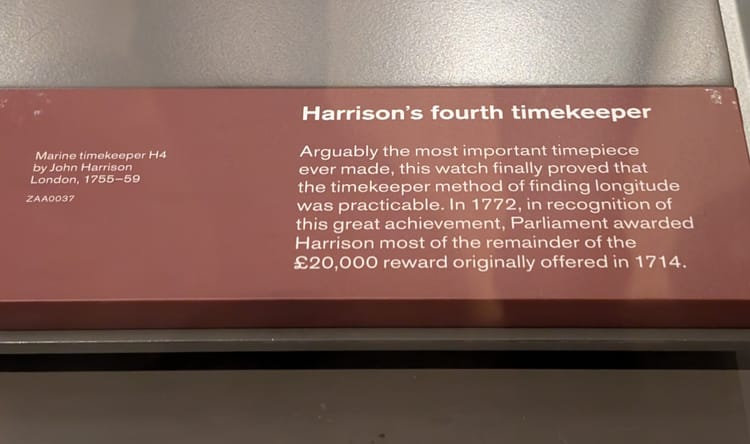 Harrison's fourth timekeeper
Marine timekeeper H4
by John Harrison
London, 1755–59
ZAA0037
Arguably the most important timepiece
ever made, this watch finally proved that
the timekeeper method of finding longitude
was practicable. In 1772, in recognition of
this great achievement, Parliament awarded
Harrison most of the remainder of the
£20,000 reward originally offered in 1714.